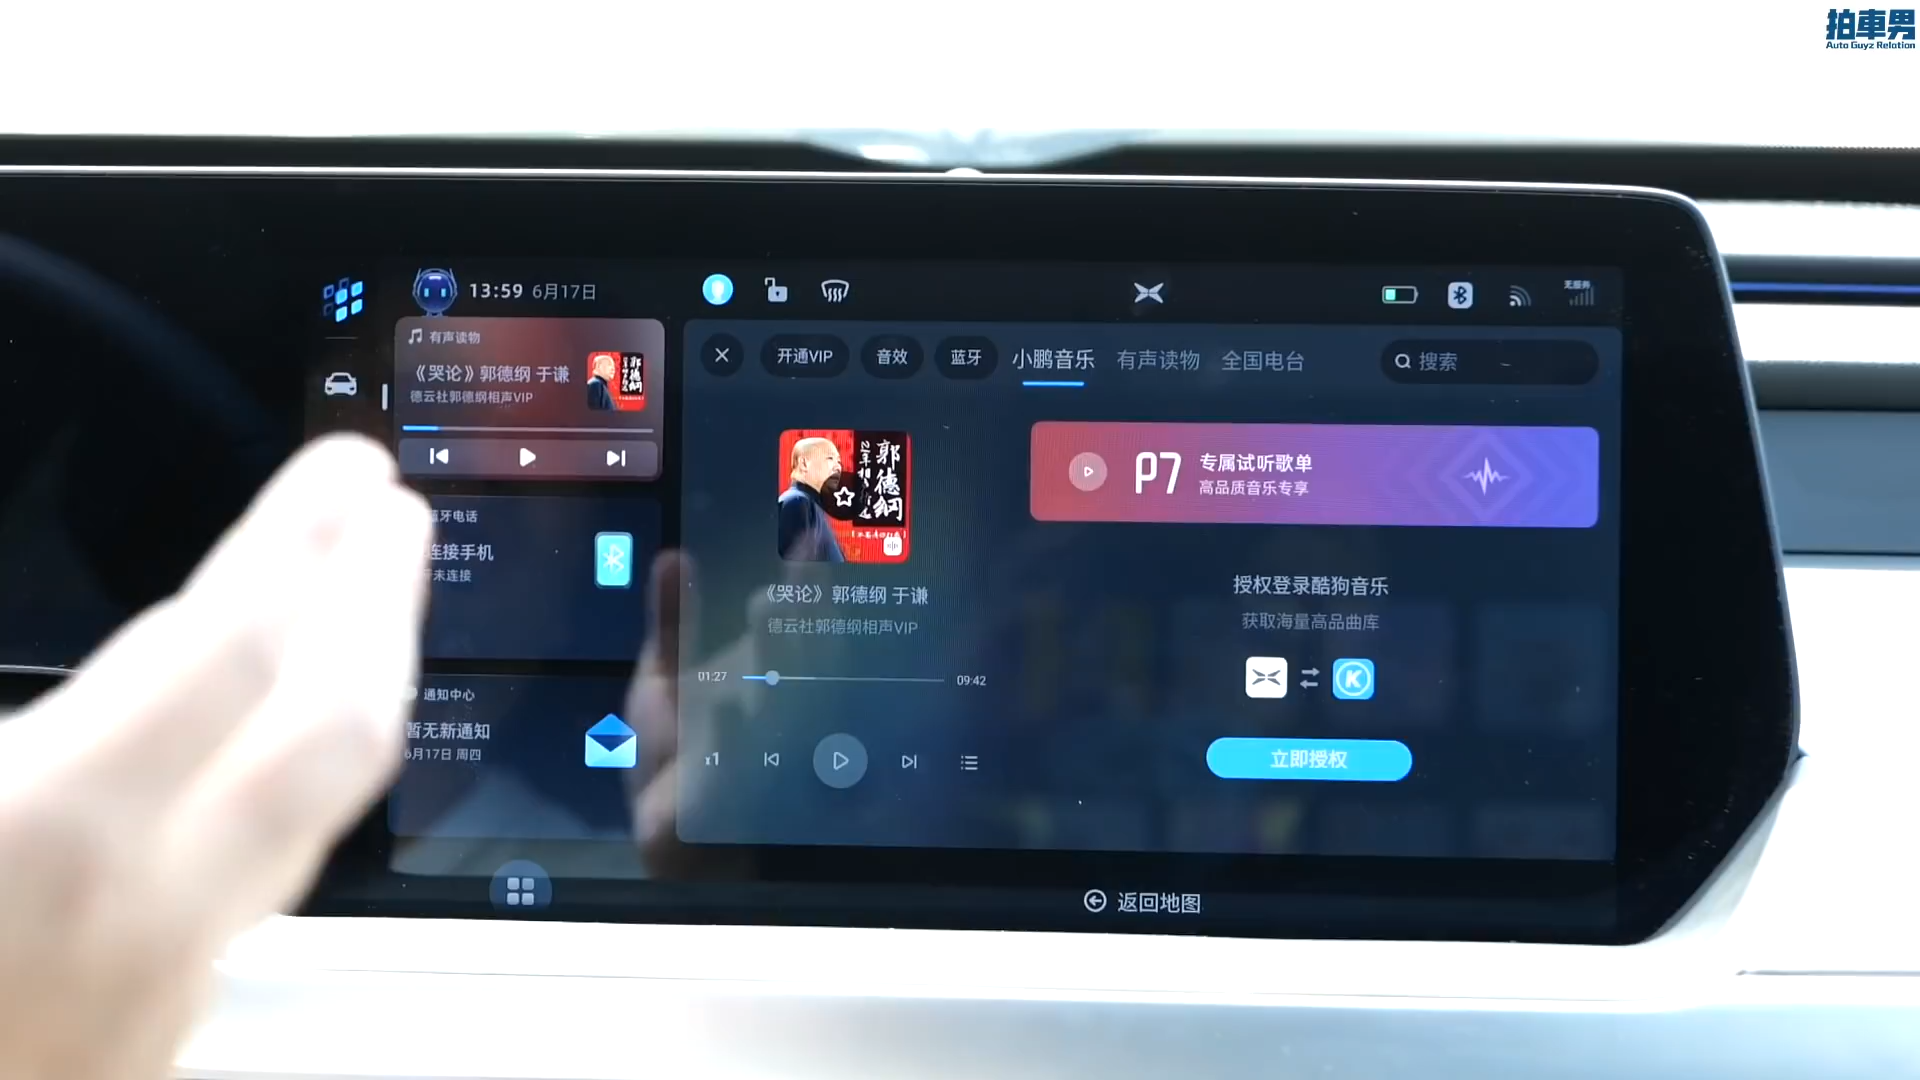 拍車男
Auto Guyz Relation
13:59 6月17日
无服务
有声读物
《哭论》郭德纲 于谦
德云社郭德纲相声VIP
蓝牙电话
连接手机
未连接
通知中心
暂无新通知
6月17日 周四
开通VIP 音效 蓝牙 小鹏音乐 有声读物 全国电台 搜索
郭德纲
《哭论》郭德纲 于谦
德云社郭德纲相声VIP
01:27 09:42
x1
P7 专属试听歌单
高品质音乐专享
授权登录酷狗音乐
获取海量高品曲库
K
立即授权
返回地图